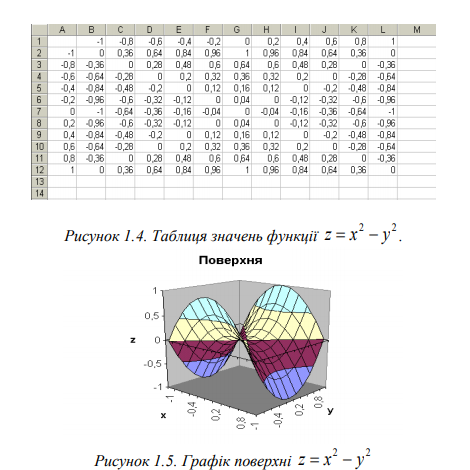 A B C D E F G H I J K L M
1 -1 -0,8 -0,6 -0,4 -0,2 0 0,2 0,4 0,6 0,8 1
2 -1 0 0,36 0,64 0,84 0,96 1 0,96 0,84 0,64 0,36 0
3 -0,8 -0,36 0 0,28 0,48 0,6 0,64 0,6 0,48 0,28 0 -0,36
4 -0,6 -0,64 -0,28 0 0,2 0,32 0,36 0,32 0,2 0 -0,28 -0,64
5 -0,4 -0,84 -0,48 -0,2 0 0,12 0,16 0,12 0 -0,2 -0,48 -0,84
6 -0,2 -0,96 -0,6 -0,32 -0,12 0 0,04 0 -0,12 -0,32 -0,6 -0,96
7 0 -1 -0,64 -0,36 -0,16 -0,04 0 -0,04 -0,16 -0,36 -0,64 -1
8 0,2 -0,96 -0,6 -0,32 -0,12 0 0,04 0 -0,12 -0,32 -0,6 -0,96
9 0,4 -0,84 -0,48 -0,2 0 0,12 0,16 0,12 0 -0,2 -0,48 -0,84
10 0,6 -0,64 -0,28 0 0,2 0,32 0,36 0,32 0,2 0 -0,28 -0,64
11 0,8 -0,36 0 0,28 0,48 0,6 0,64 0,6 0,48 0,28 0 -0,36
12 1 0 0,36 0,64 0,84 0,96 1 0,96 0,84 0,64 0,36 0
13
14
Рисунок 1.4. Таблиця значень функції z = x² − y².
Поверхня
1
0,5
z 0
-0,5
-1
x -1 -0,4 0,2 0,8 -1 -0,4 0,2 0,8 y
Рисунок 1.5. Графік поверхні z = x² − y²